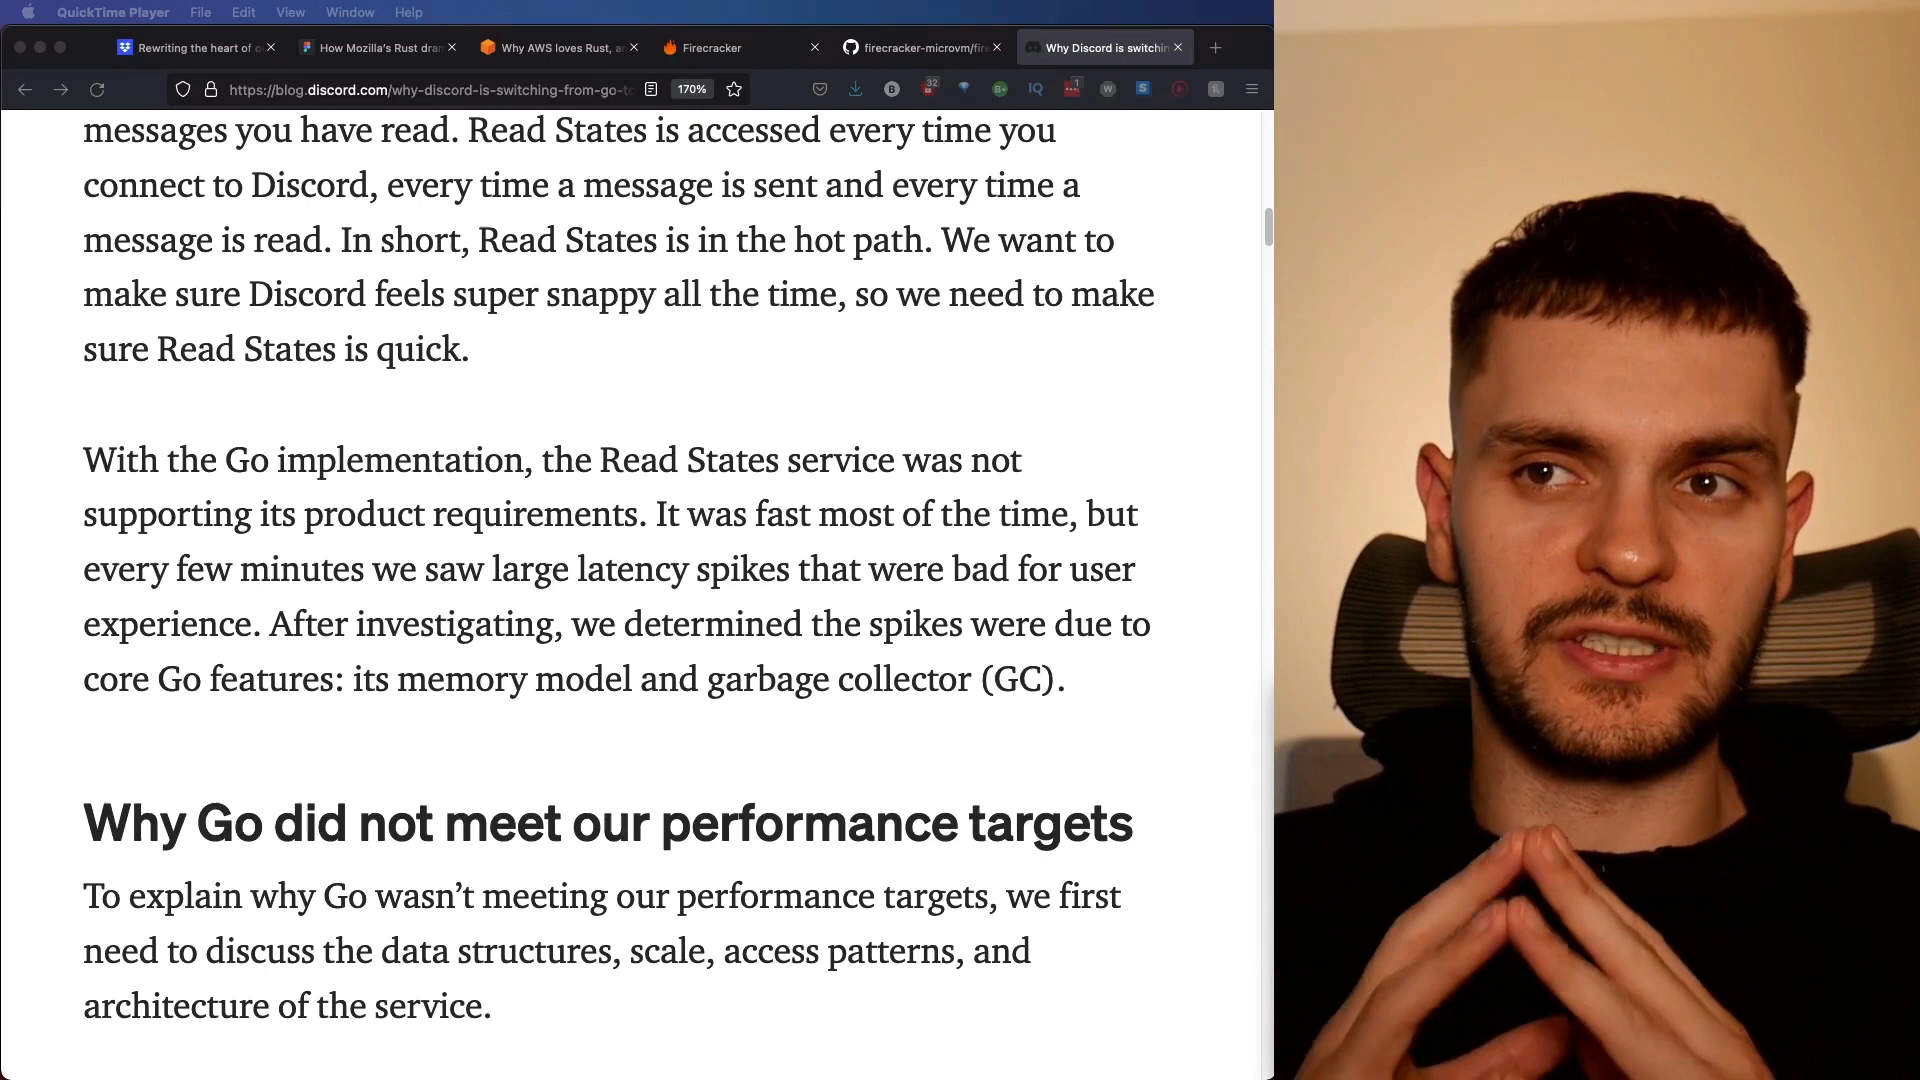 QuickTime Player File Edit View Window Help
Rewriting the heart of
How Mozilla's Rust dra
Why AWS loves Rust, a
Firecracker
firecracker-microvm/fire
Why Discord is switchin
https://blog.discord.com/why-discord-is-switching-from-go-to
170%
32
1
messages you have read. Read States is accessed every time you
connect to Discord, every time a message is sent and every time a
message is read. In short, Read States is in the hot path. We want to
make sure Discord feels super snappy all the time, so we need to make
sure Read States is quick.
With the Go implementation, the Read States service was not
supporting its product requirements. It was fast most of the time, but
every few minutes we saw large latency spikes that were bad for user
experience. After investigating, we determined the spikes were due to
core Go features: its memory model and garbage collector (GC).
Why Go did not meet our performance targets
To explain why Go wasn't meeting our performance targets, we first
need to discuss the data structures, scale, access patterns, and
architecture of the service.